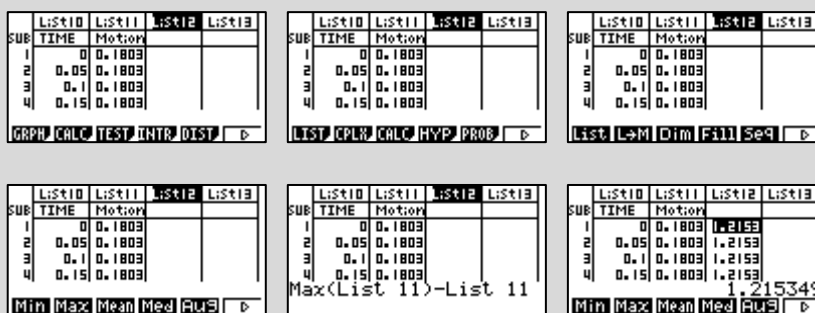 List10 List11 List12 List13
SUB TIME Motion
1 0 0.1803
2 0.05 0.1803
3 0.1 0.1803
4 0.15 0.1803
GRPH CALC TEST INTR DIST ▷
List10 List11 List12 List13
SUB TIME Motion
1 0 0.1803
2 0.05 0.1803
3 0.1 0.1803
4 0.15 0.1803
LIST CPLX CALC HYP PROB ▷
List10 List11 List12 List13
SUB TIME Motion
1 0 0.1803
2 0.05 0.1803
3 0.1 0.1803
4 0.15 0.1803
List L→M Dim Fill Seq ▷
List10 List11 List12 List13
SUB TIME Motion
1 0 0.1803
2 0.05 0.1803
3 0.1 0.1803
4 0.15 0.1803
Min Max Mean Med Aug ▷
List10 List11 List12 List13
SUB TIME Motion
1 0 0.1803
2 0.05 0.1803
3 0.1 0.1803
4 0.15 0.1803
Max(List 11)-List 11
List10 List11 List12 List13
SUB TIME Motion
1 0 0.1803 1.2153
2 0.05 0.1803 1.2153
3 0.1 0.1803 1.2153
4 0.15 0.1803 1.2153
1.215349
Min Max Mean Med Aug ▷